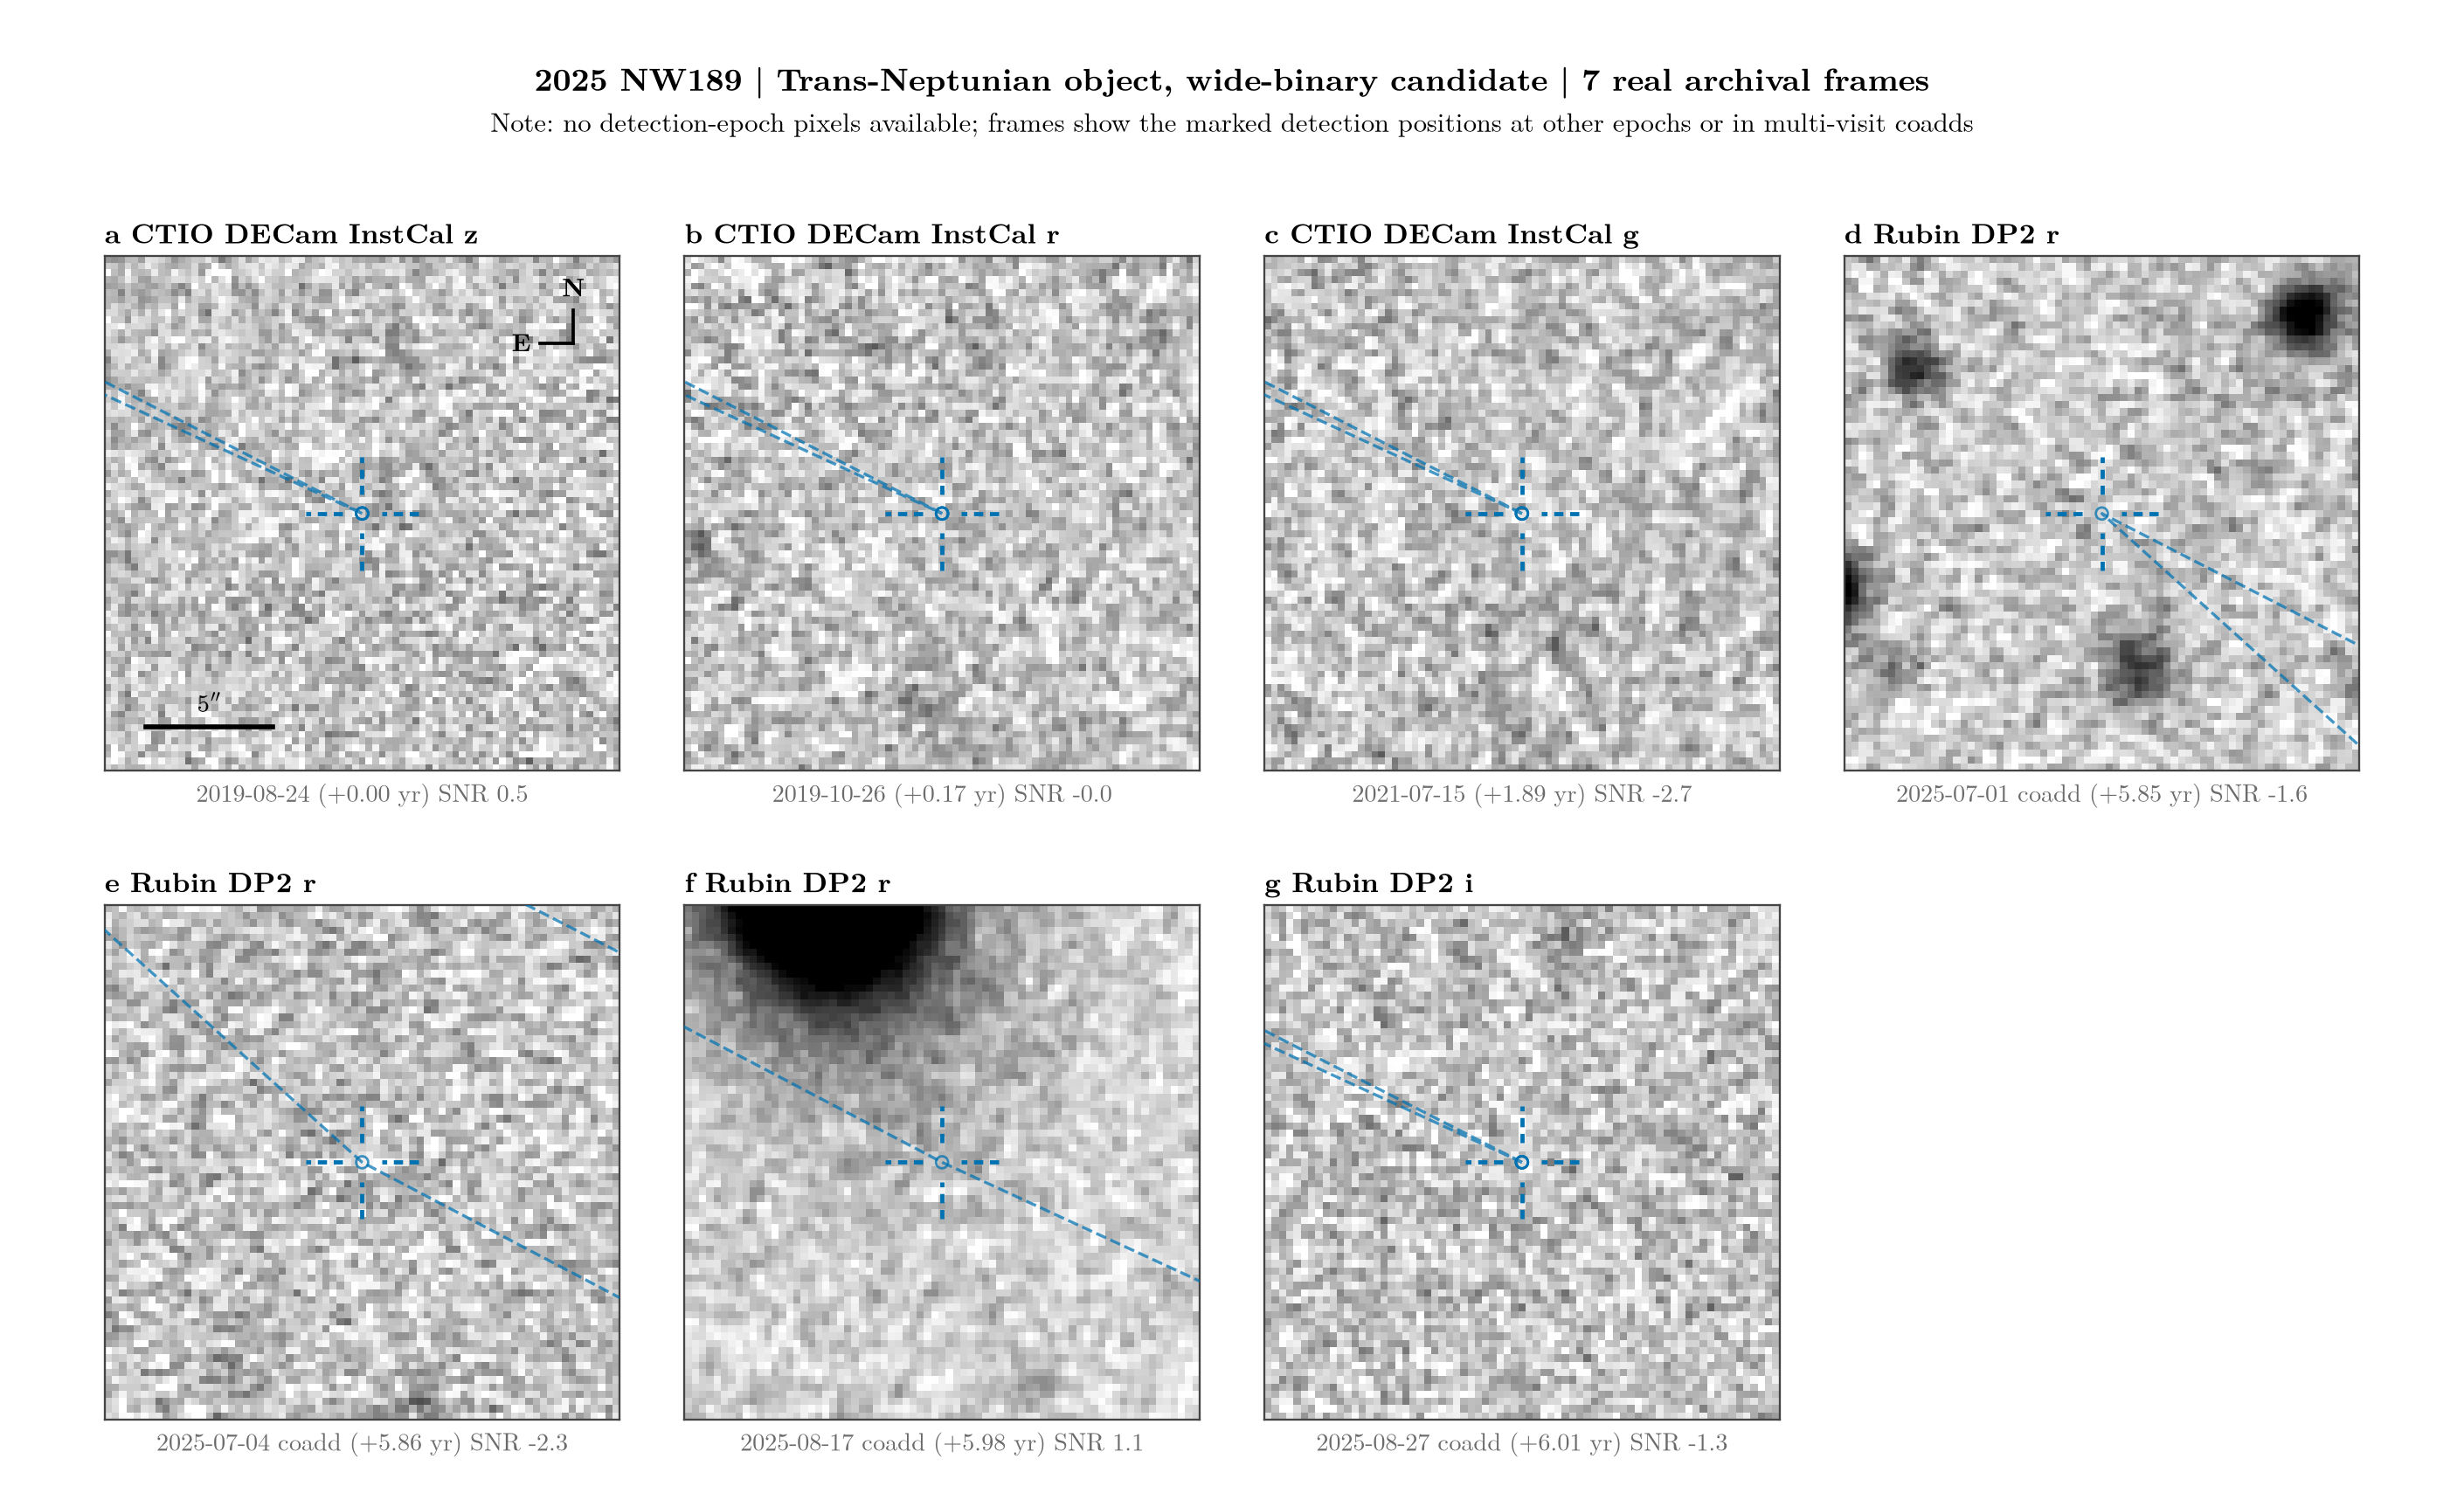 2025 NW189 | Trans-Neptunian object, wide-binary candidate | 7 real archival frames
Note: no detection-epoch pixels available; frames show the marked detection positions at other epochs or in multi-visit coadds
a CTIO DECam InstCal z
N
E
5″
2019-08-24 (+0.00 yr) SNR 0.5
b CTIO DECam InstCal r
2019-10-26 (+0.17 yr) SNR -0.0
c CTIO DECam InstCal g
2021-07-15 (+1.89 yr) SNR -2.7
d Rubin DP2 r
2025-07-01 coadd (+5.85 yr) SNR -1.6
e Rubin DP2 r
2025-07-04 coadd (+5.86 yr) SNR -2.3
f Rubin DP2 r
2025-08-17 coadd (+5.98 yr) SNR 1.1
g Rubin DP2 i
2025-08-27 coadd (+6.01 yr) SNR -1.3